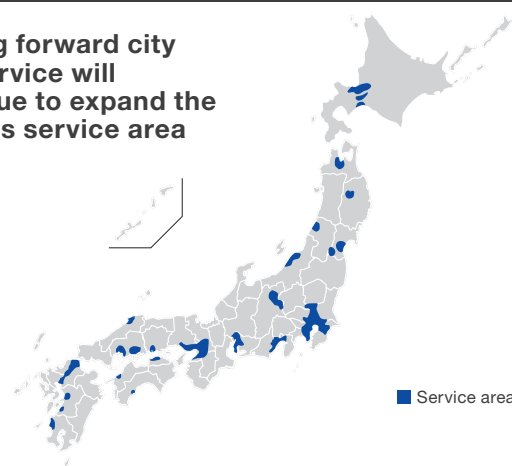 g forward city
rvice will
ue to expand the
s service area
Service area